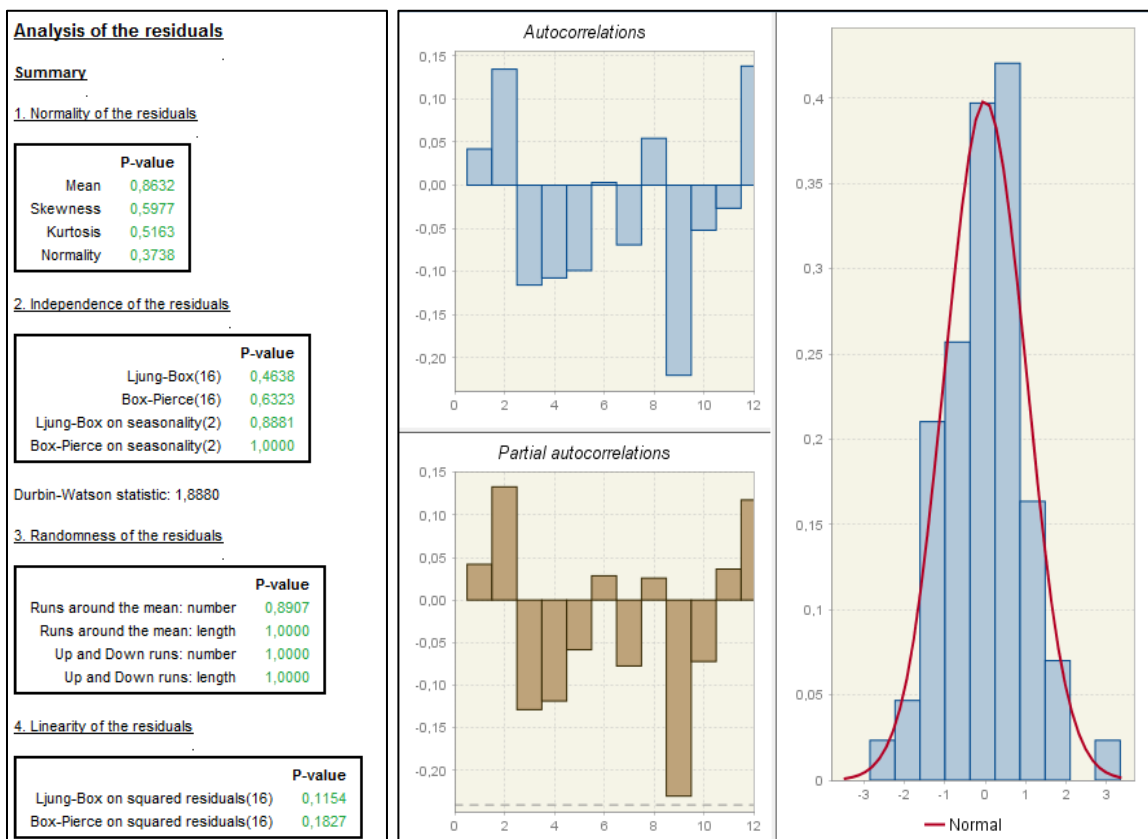 Analysis of the residuals
Summary
1. Normality of the residuals
P-value
Mean 0,8632
Skewness 0,5977
Kurtosis 0,5163
Normality 0,3738
2. Independence of the residuals
P-value
Ljung-Box(16) 0,4638
Box-Pierce(16) 0,6323
Ljung-Box on seasonality(2) 0,8881
Box-Pierce on seasonality(2) 1,0000
Durbin-Watson statistic: 1,8880
3. Randomness of the residuals
P-value
Runs around the mean: number 0,8907
Runs around the mean: length 1,0000
Up and Down runs: number 1,0000
Up and Down runs: length 1,0000
4. Linearity of the residuals
P-value
Ljung-Box on squared residuals(16) 0,1154
Box-Pierce on squared residuals(16) 0,1827
Autocorrelations
0,15
0,10
0,05
0,00
-0,05
-0,10
-0,15
-0,20
0 2 4 6 8 10 12
Partial autocorrelations
0,15
0,10
0,05
0,00
-0,05
-0,10
-0,15
-0,20
0 2 4 6 8 10 12
0,4
0,35
0,3
0,25
0,2
0,15
0,1
0,05
0
-3 -2 -1 0 1 2 3
Normal